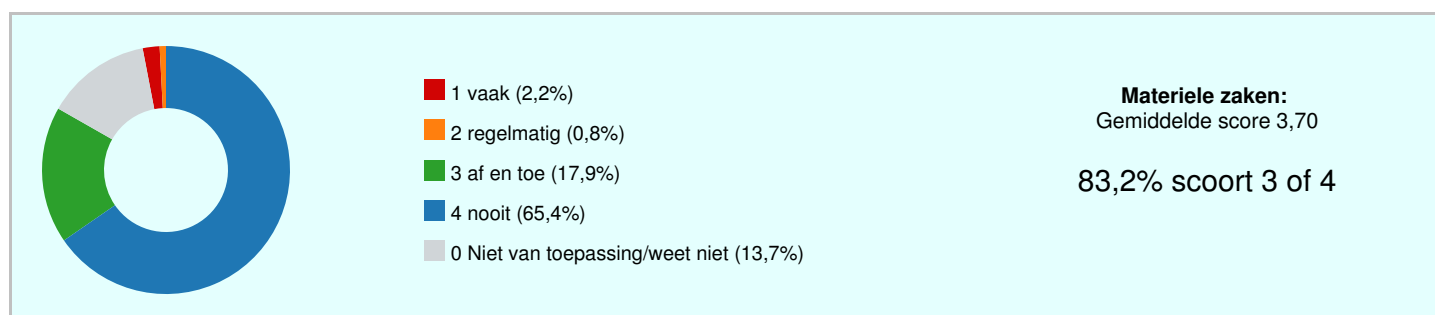 1 vaak (2,2%)
2 regelmatig (0,8%)
3 af en toe (17,9%)
4 nooit (65,4%)
0 Niet van toepassing/weet niet (13,7%)
Materiele zaken:
Gemiddelde score 3,70
83,2% scoort 3 of 4